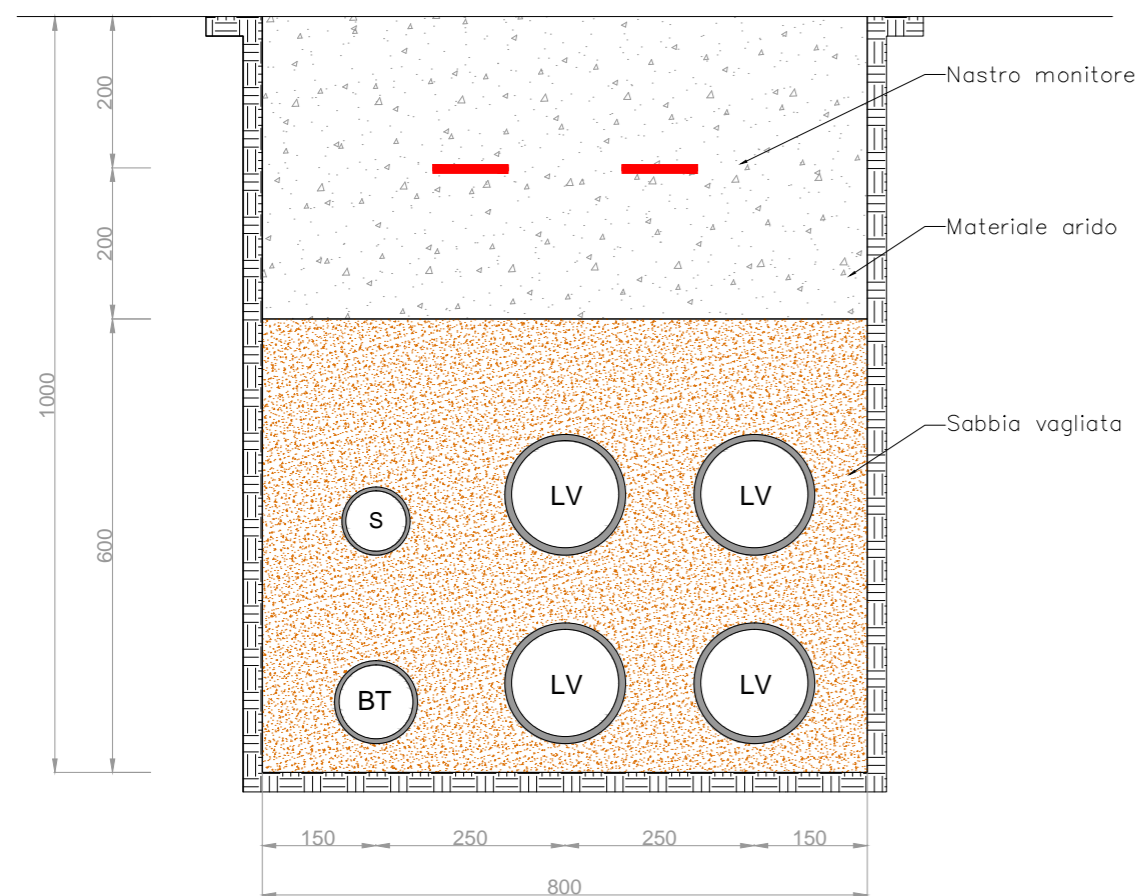 200
Nastro monitore
200
Materiale arido
1000
600
Sabbia vagliata
S
LV
LV
BT
LV
LV
150
250
250
150
800